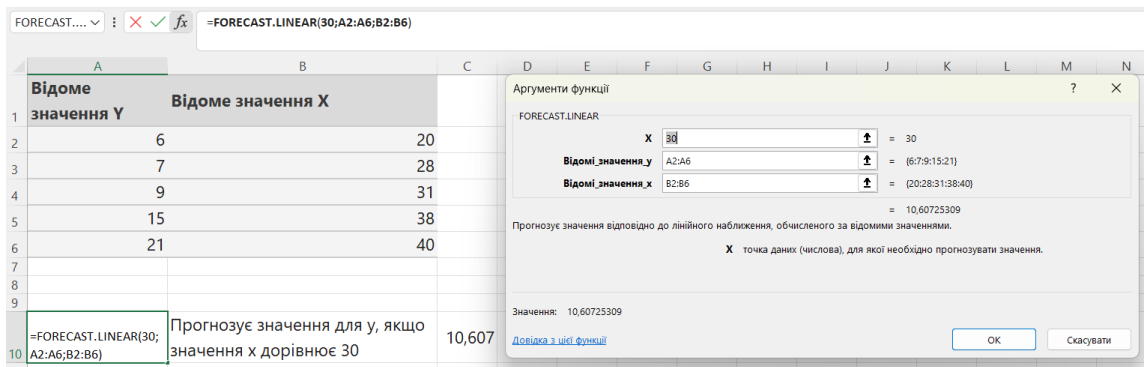 FORECAST.... fx =FORECAST.LINEAR(30;A2:A6;B2:B6)
A B C D E F G H I J K L M N
1 Відоме значення Y Відоме значення X
2 6 20
3 7 28
4 9 31
5 15 38
6 21 40
7
8
9
10 =FORECAST.LINEAR(30; A2:A6;B2:B6) Прогнозує значення для y, якщо значення x дорівнює 30 10,607
Аргументи функції ? ×
FORECAST.LINEAR
X 30 = 30
Відомі_значення_y A2:A6 = {6:7:9:15:21}
Відомі_значення_x B2:B6 = {20:28:31:38:40}
= 10,60725309
Прогнозує значення відповідно до лінійного наближення, обчисленого за відомими значеннями.
X точка даних (числова), для якої необхідно прогнозувати значення.
Значення: 10,60725309
Довідка з цієї функції OK Скасувати